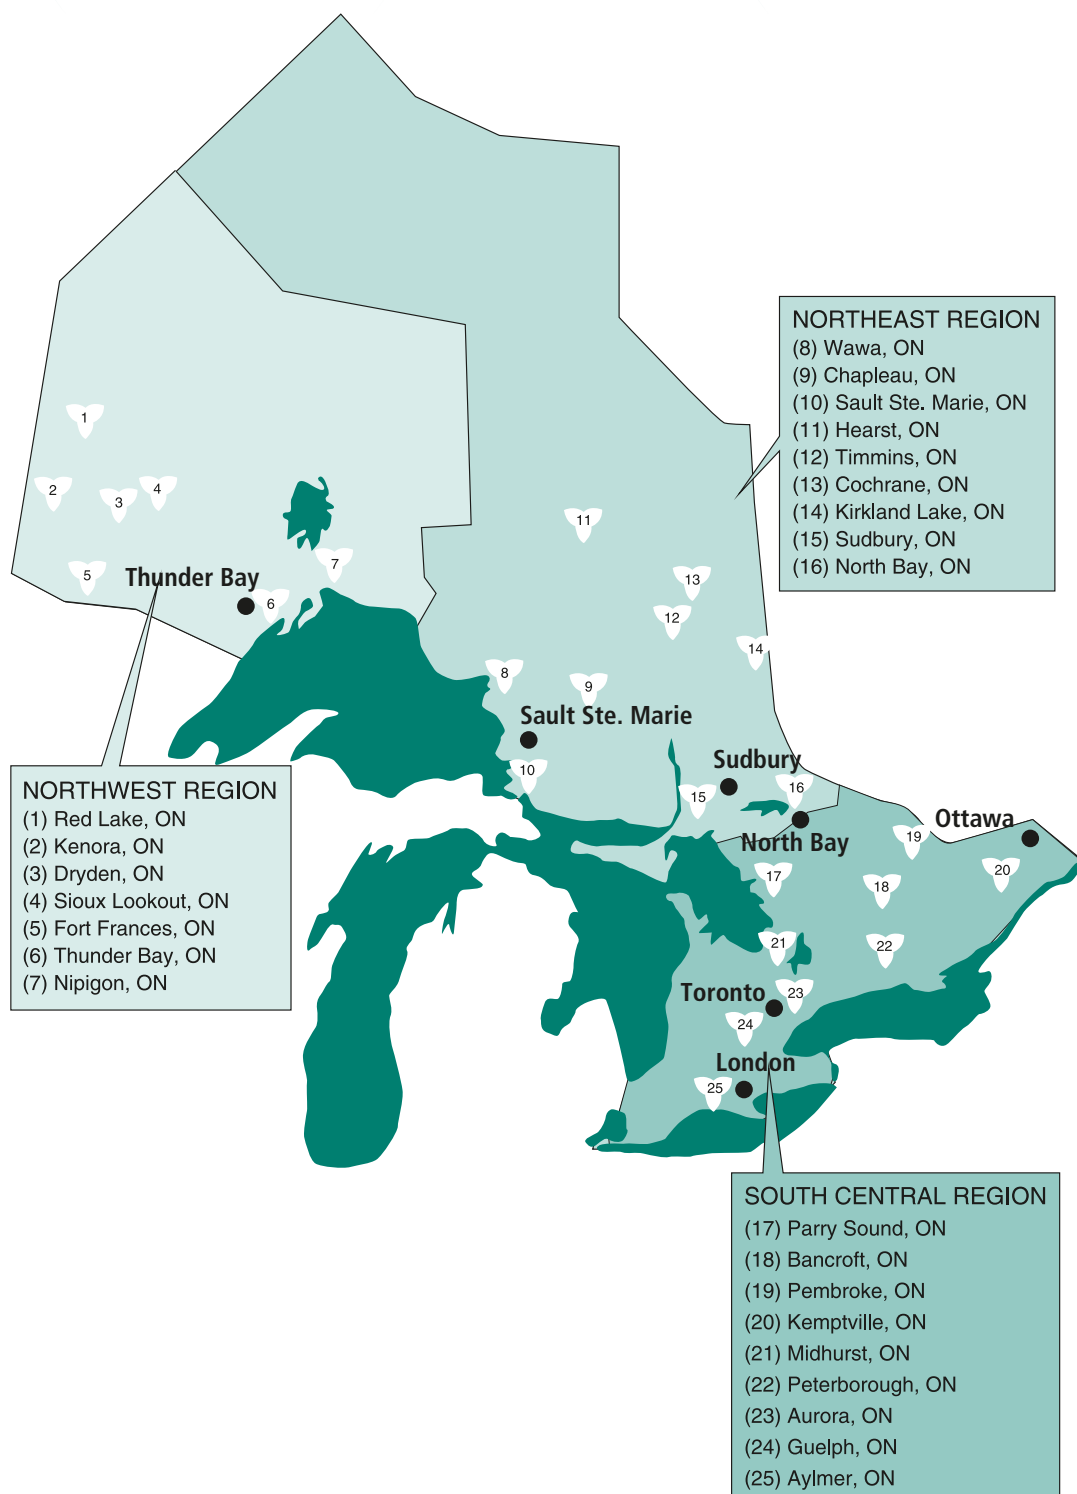 1
2
3
4
5
Thunder Bay
6
7
11
13
12
14
8
9
Sault Ste. Marie
10
Sudbury
15
16
North Bay
19
Ottawa
17
18
20
21
22
Toronto
23
24
London
25
NORTHEAST REGION
(8) Wawa, ON
(9) Chapleau, ON
(10) Sault Ste. Marie, ON
(11) Hearst, ON
(12) Timmins, ON
(13) Cochrane, ON
(14) Kirkland Lake, ON
(15) Sudbury, ON
(16) North Bay, ON
NORTHWEST REGION
(1) Red Lake, ON
(2) Kenora, ON
(3) Dryden, ON
(4) Sioux Lookout, ON
(5) Fort Frances, ON
(6) Thunder Bay, ON
(7) Nipigon, ON
SOUTH CENTRAL REGION
(17) Parry Sound, ON
(18) Bancroft, ON
(19) Pembroke, ON
(20) Kemptville, ON
(21) Midhurst, ON
(22) Peterborough, ON
(23) Aurora, ON
(24) Guelph, ON
(25) Aylmer, ON